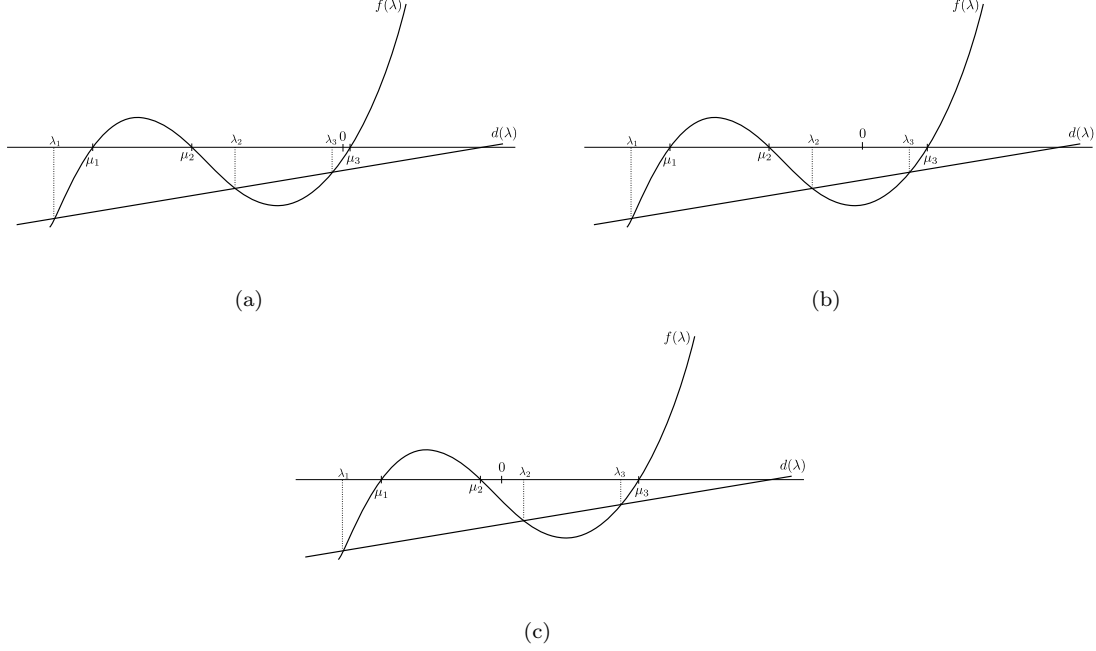 f(λ)
λ₁ λ₂ λ₃ 0 d(λ)
μ₁ μ₂ μ₃
(a)
f(λ)
λ₁ λ₂ 0 λ₃ d(λ)
μ₁ μ₂ μ₃
(b)
f(λ)
λ₁ 0 λ₂ λ₃ d(λ)
μ₁ μ₂ μ₃
(c)